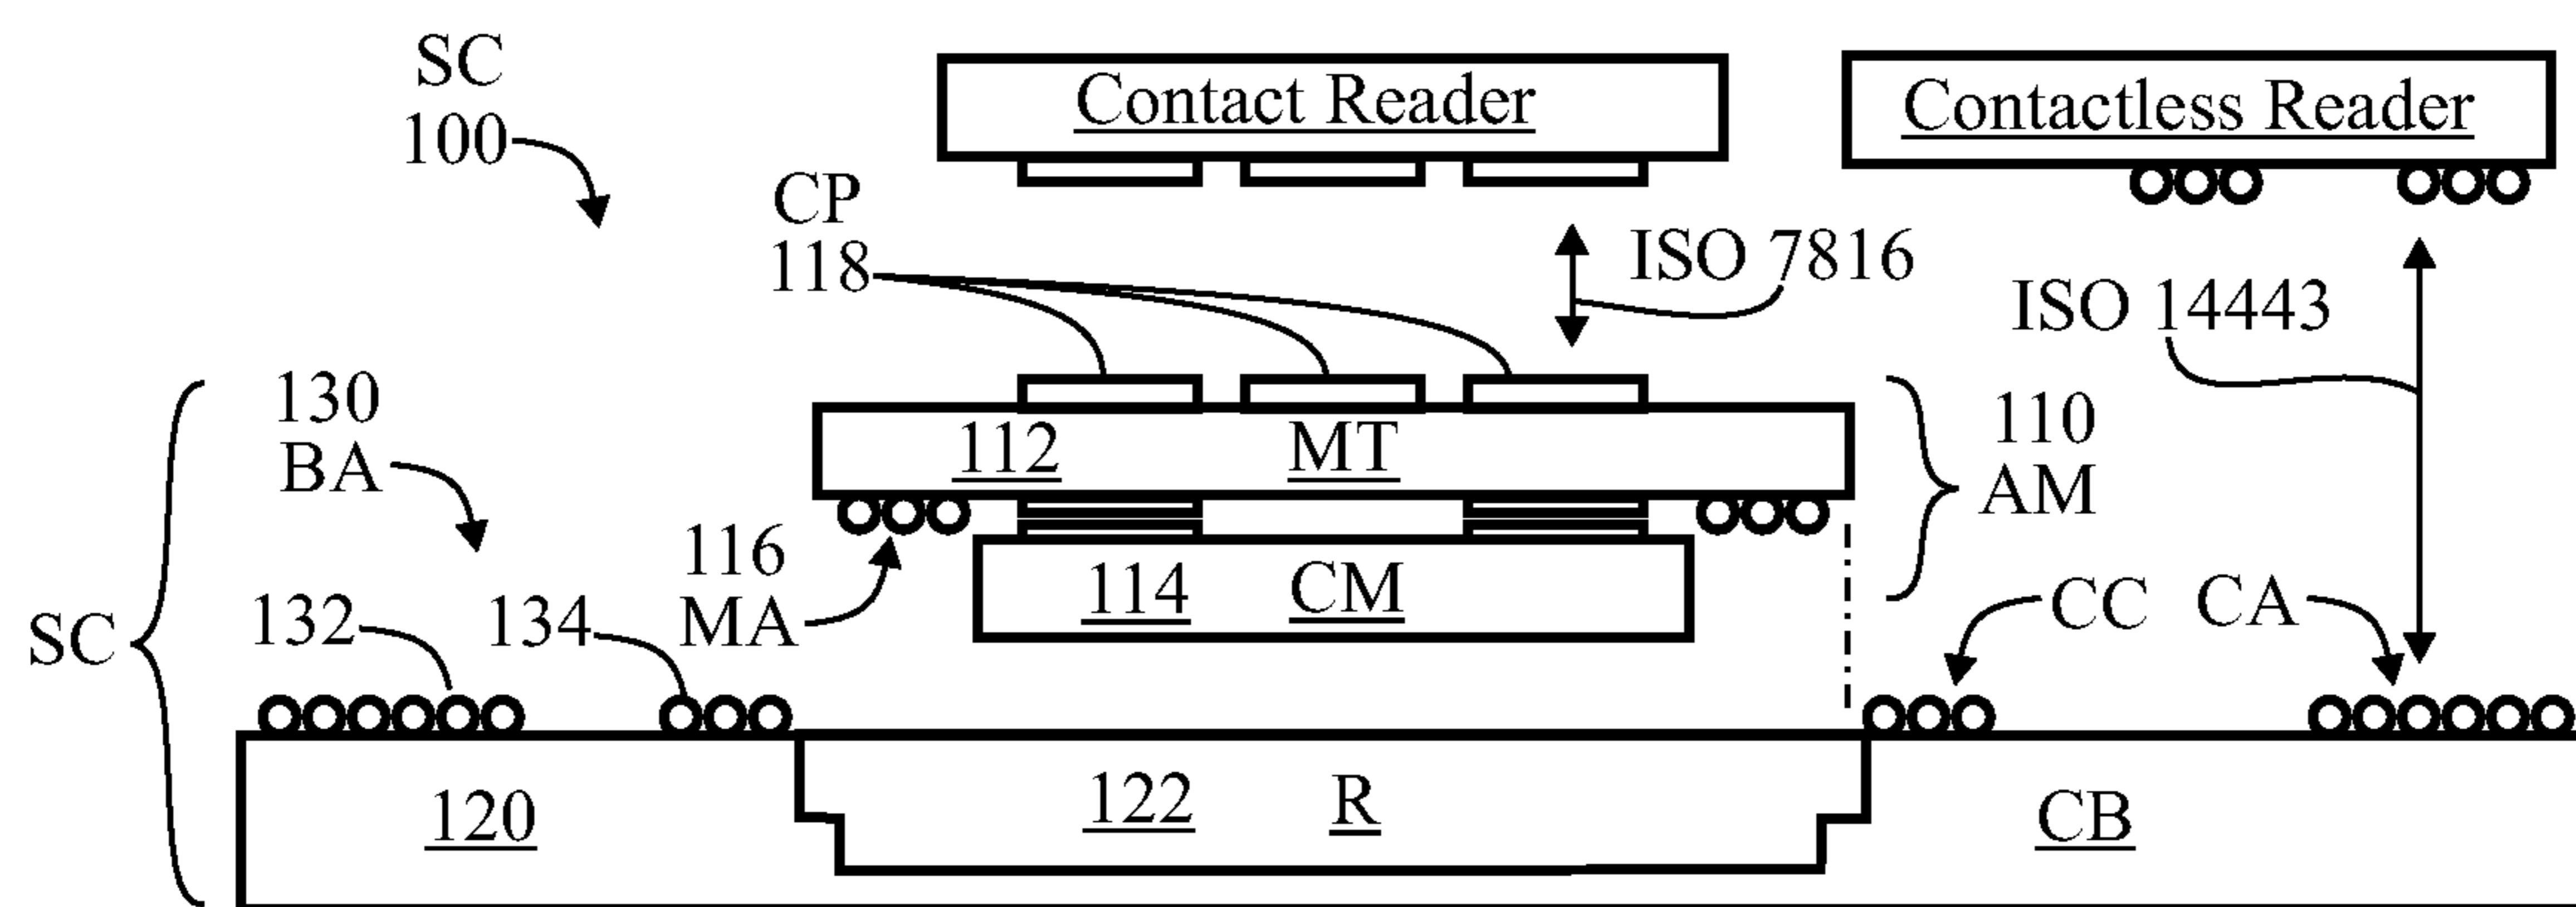 SC
100
Contact Reader
Contactless Reader
CP
118
ISO 7816
ISO 14443
130
BA
112 MT
110
AM
116
MA
114 CM
132
134
CC CA
SC
120
122 R
CB